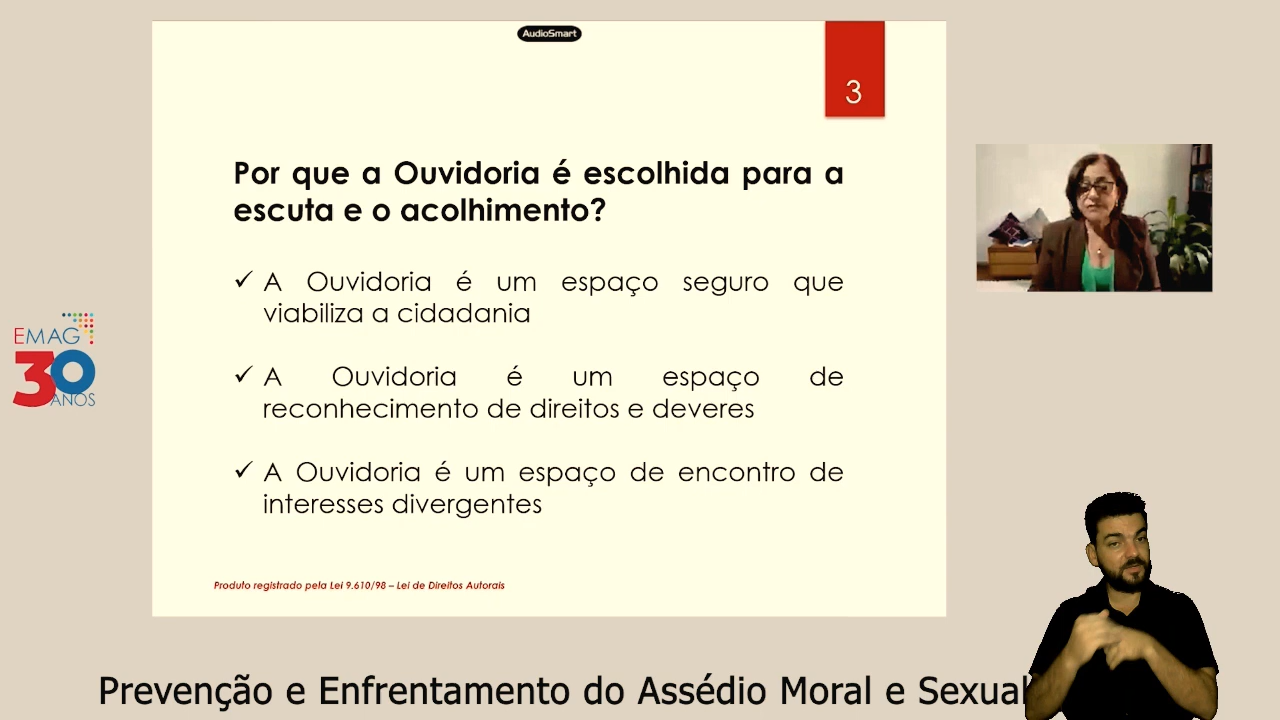 AudioSmart
3
Por que a Ouvidoria é escolhida para a
escuta e o acolhimento?
✓ A Ouvidoria é um espaço seguro que
viabiliza a cidadania
✓ A Ouvidoria é um espaço de
reconhecimento de direitos e deveres
✓ A Ouvidoria é um espaço de encontro de
interesses divergentes
Produto registrado pela Lei 9.610/98 – Lei de Direitos Autorais
EMAG
30
ANOS
Prevenção e Enfrentamento do Assédio Moral e Sexual